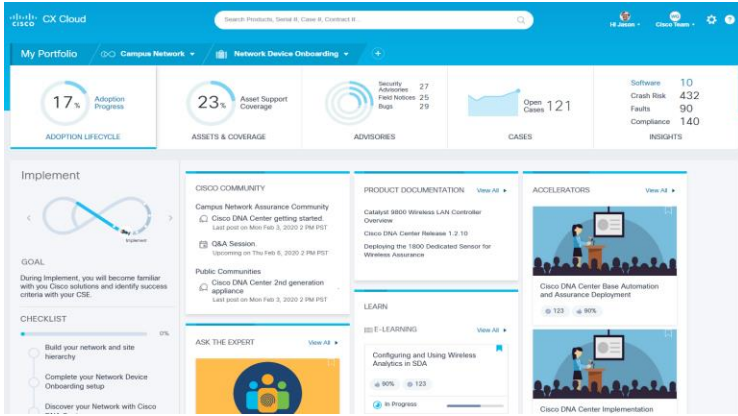 CISCO
CX Cloud
Search Products, Serial #, Case #, Contract #..
Hi Jason
Cisco Team
My Portfolio
Campus Network
Network Device Onboarding
17%
Adoption
Progress
ADOPTION LIFECYCLE
23%
Asset Support
Coverage
ASSETS & COVERAGE
Security
Advisories 27
Field Notices 25
Bugs 29
ADVISORIES
Open
Cases 121
CASES
Software 10
Crash Risk 432
Faults 90
Compliance 140
INSIGHTS
Implement
Implement
GOAL
During Implement, you will become familiar
with you Cisco solutions and identify success
criteria with your CSE.
CHECKLIST
0%
Build your network and site
hierarchy
Complete your Network Device
Onboarding setup
Discover your Network with Cisco
CISCO COMMUNITY
Campus Network Assurance Community
Cisco DNA Center getting started.
Last post on Mon Feb 3, 2020 2 PM PST
Q&A Session.
Upcoming on Thu Feb 6, 2020 2 PM PST
Public Communities
Cisco DNA Center 2nd generation
appliance
Last post on Mon Feb 3, 2020 2 PM PST
ASK THE EXPERT
View All
PRODUCT DOCUMENTATION
View All
Catalyst 9800 Wireless LAN Controller
Overview
Cisco DNA Center Release 1.2.10
Deploying the 1800 Dedicated Sensor for
Wireless Assurance
LEARN
E-LEARNING
View All
Configuring and Using Wireless
Analytics in SDA
90%
123
In Progress
ACCELERATORS
View All
Cisco DNA Center Base Automation
and Assurance Deployment
123
90%
Cisco DNA Center Implementation